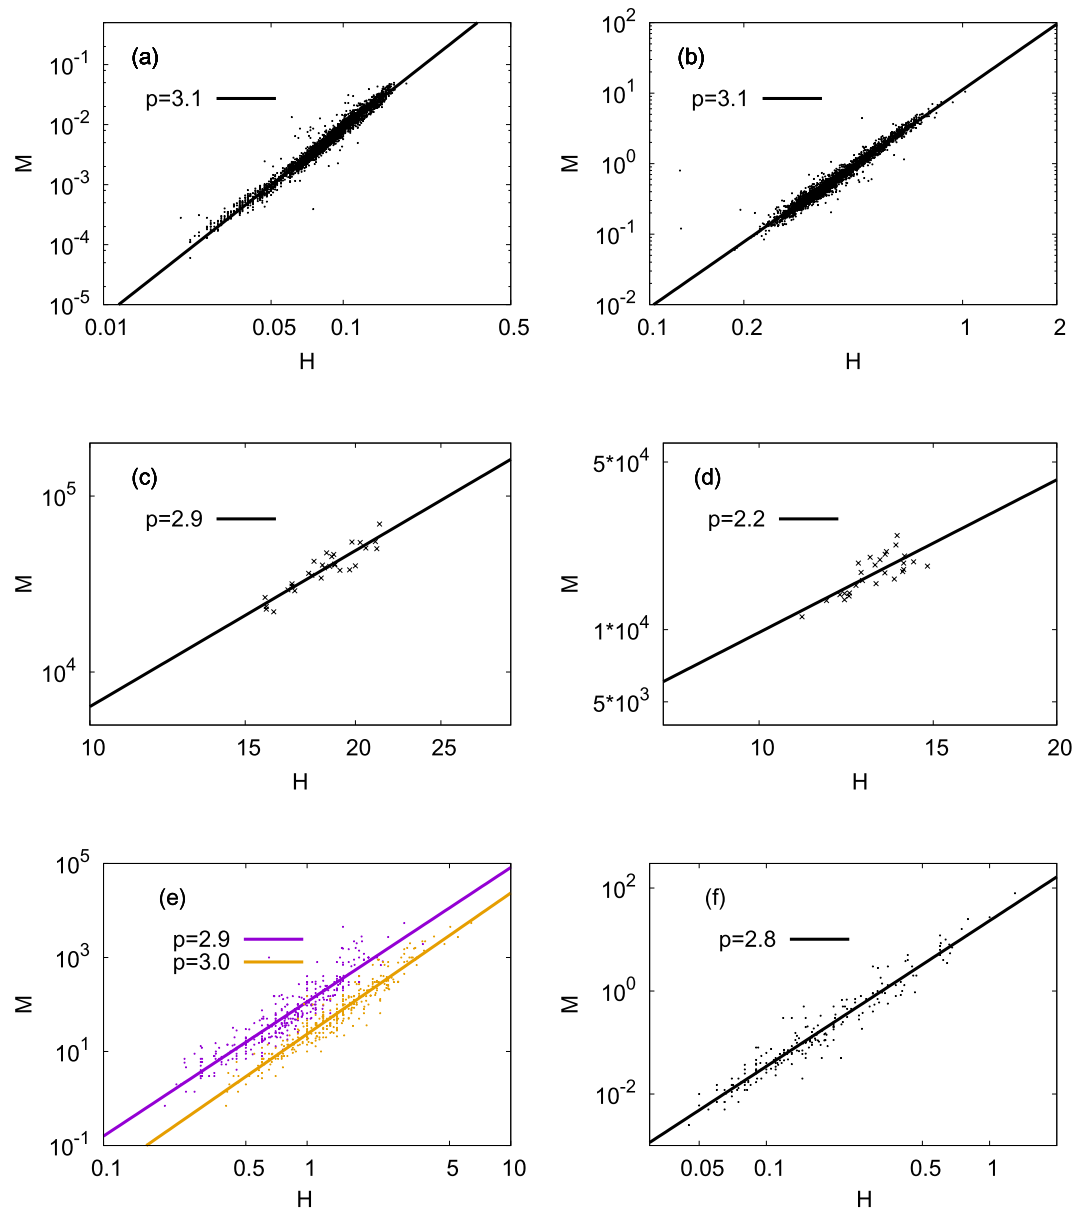 (a)
p=3.1
10^-1
10^-2
10^-3
10^-4
10^-5
M
0.01 0.05 0.1 0.5
H
(b)
p=3.1
10^2
10^1
10^0
10^-1
10^-2
M
0.1 0.2 1 2
H
(c)
p=2.9
10^5
10^4
M
10 15 20 25
H
(d)
p=2.2
5*10^4
1*10^4
5*10^3
M
10 15 20
H
(e)
p=2.9
p=3.0
10^5
10^3
10^1
10^-1
M
0.1 0.5 1 5 10
H
(f)
p=2.8
10^2
10^0
10^-2
M
0.05 0.1 0.5 1
H